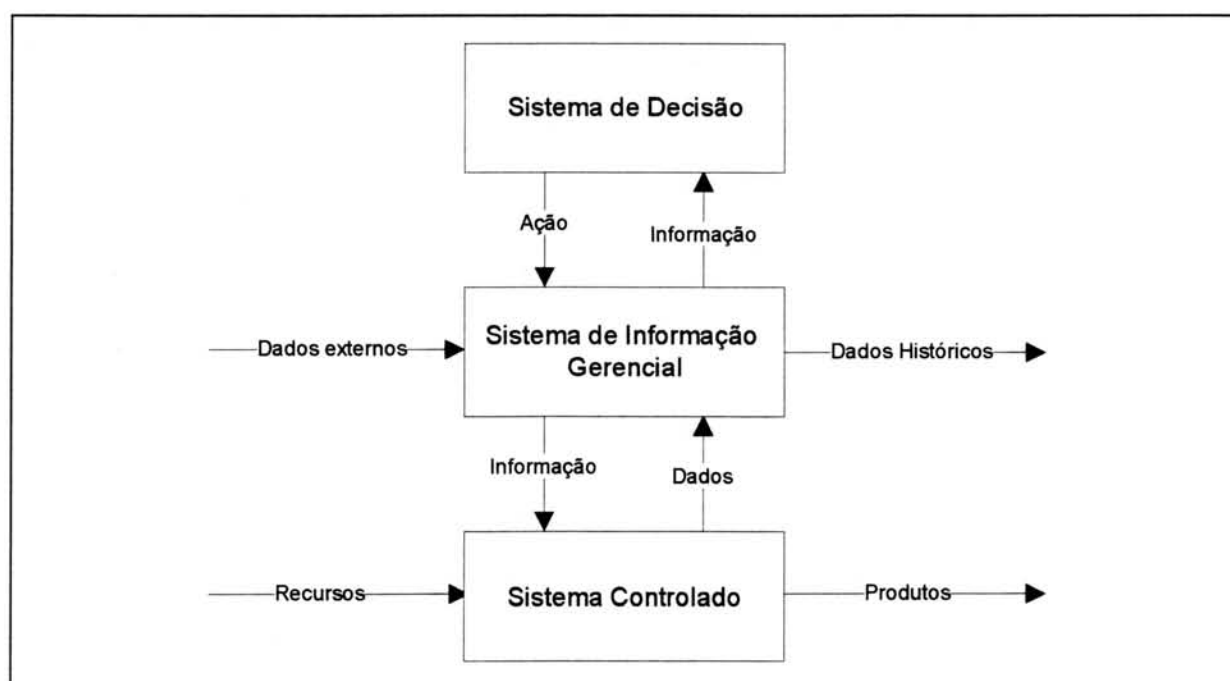 Sistema de Decisão
Ação
Informação
Dados externos
Sistema de Informação
Gerencial
Dados Históricos
Informação
Dados
Recursos
Sistema Controlado
Produtos